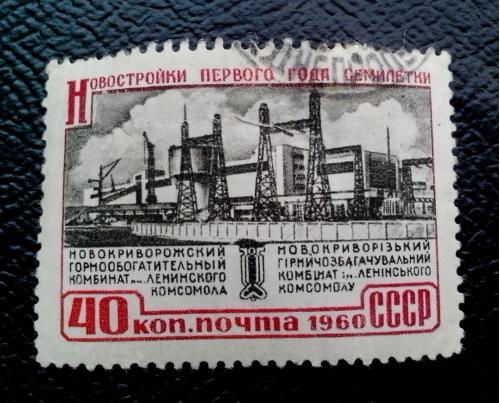 Новостройки первого года семилетки
НОВОКРИВОРОЖСКИЙ
ГОРНООБОГАТИТЕЛЬНЫЙ
КОМБИНАТ им. ЛЕНИНСКОГО
КОМСОМОЛА
НОВОКРИВОРІЗЬКИЙ
ГІРНИЧОЗБАГАЧУВАЛЬНИЙ
КОМБІНАТ ім. ЛЕНІНСЬКОГО
КОМСОМОЛУ
40 коп. почта 1960 СССР